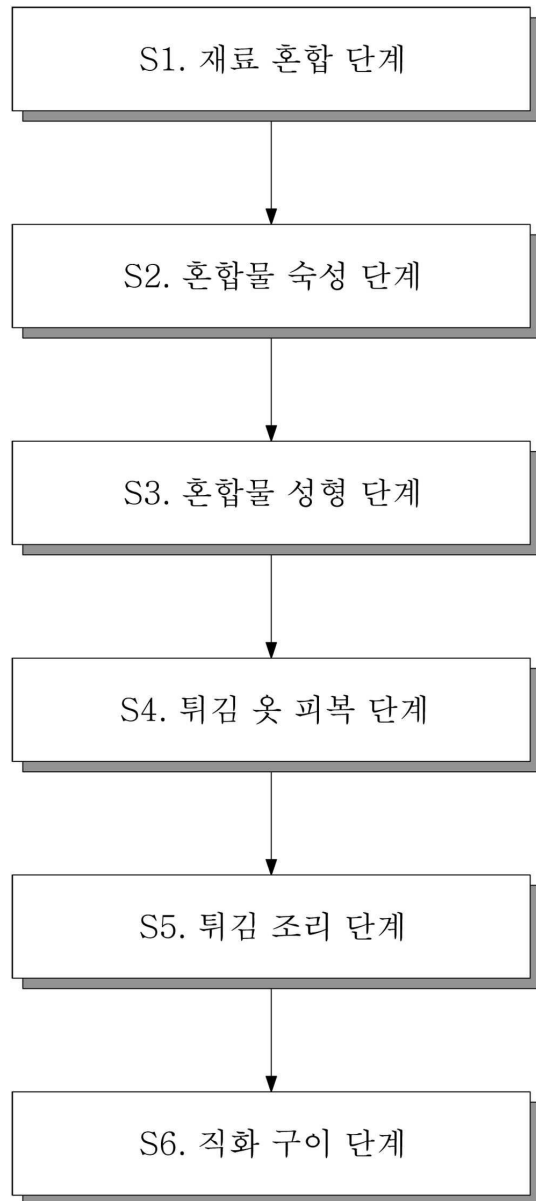 S1. 재료 혼합 단계
S2. 혼합물 숙성 단계
S3. 혼합물 성형 단계
S4. 튀김 옷 피복 단계
S5. 튀김 조리 단계
S6. 직화 구이 단계